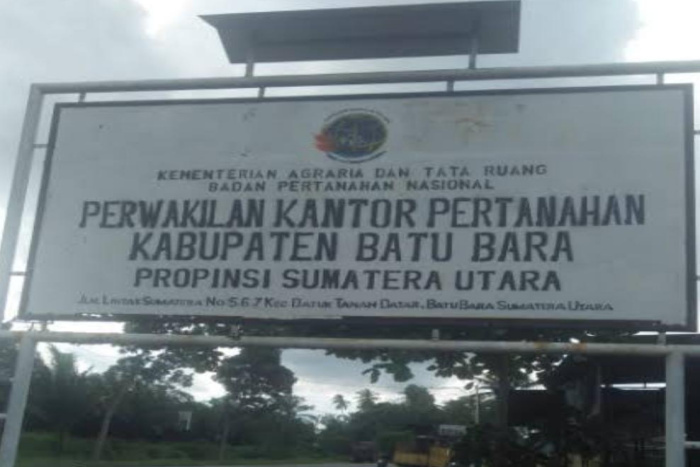 KEMENTERIAN AGRARIA DAN TATA RUANG
BADAN PERTANAHAN NASIONAL
PERWAKILAN KANTOR PERTANAHAN
KABUPATEN BATU BARA
PROPINSI SUMATERA UTARA
JLN. LINTAS SUMATERA NO 5.6.7 KEC DATUK TANAH DATAR, BATU BARA SUMATERA UTARA